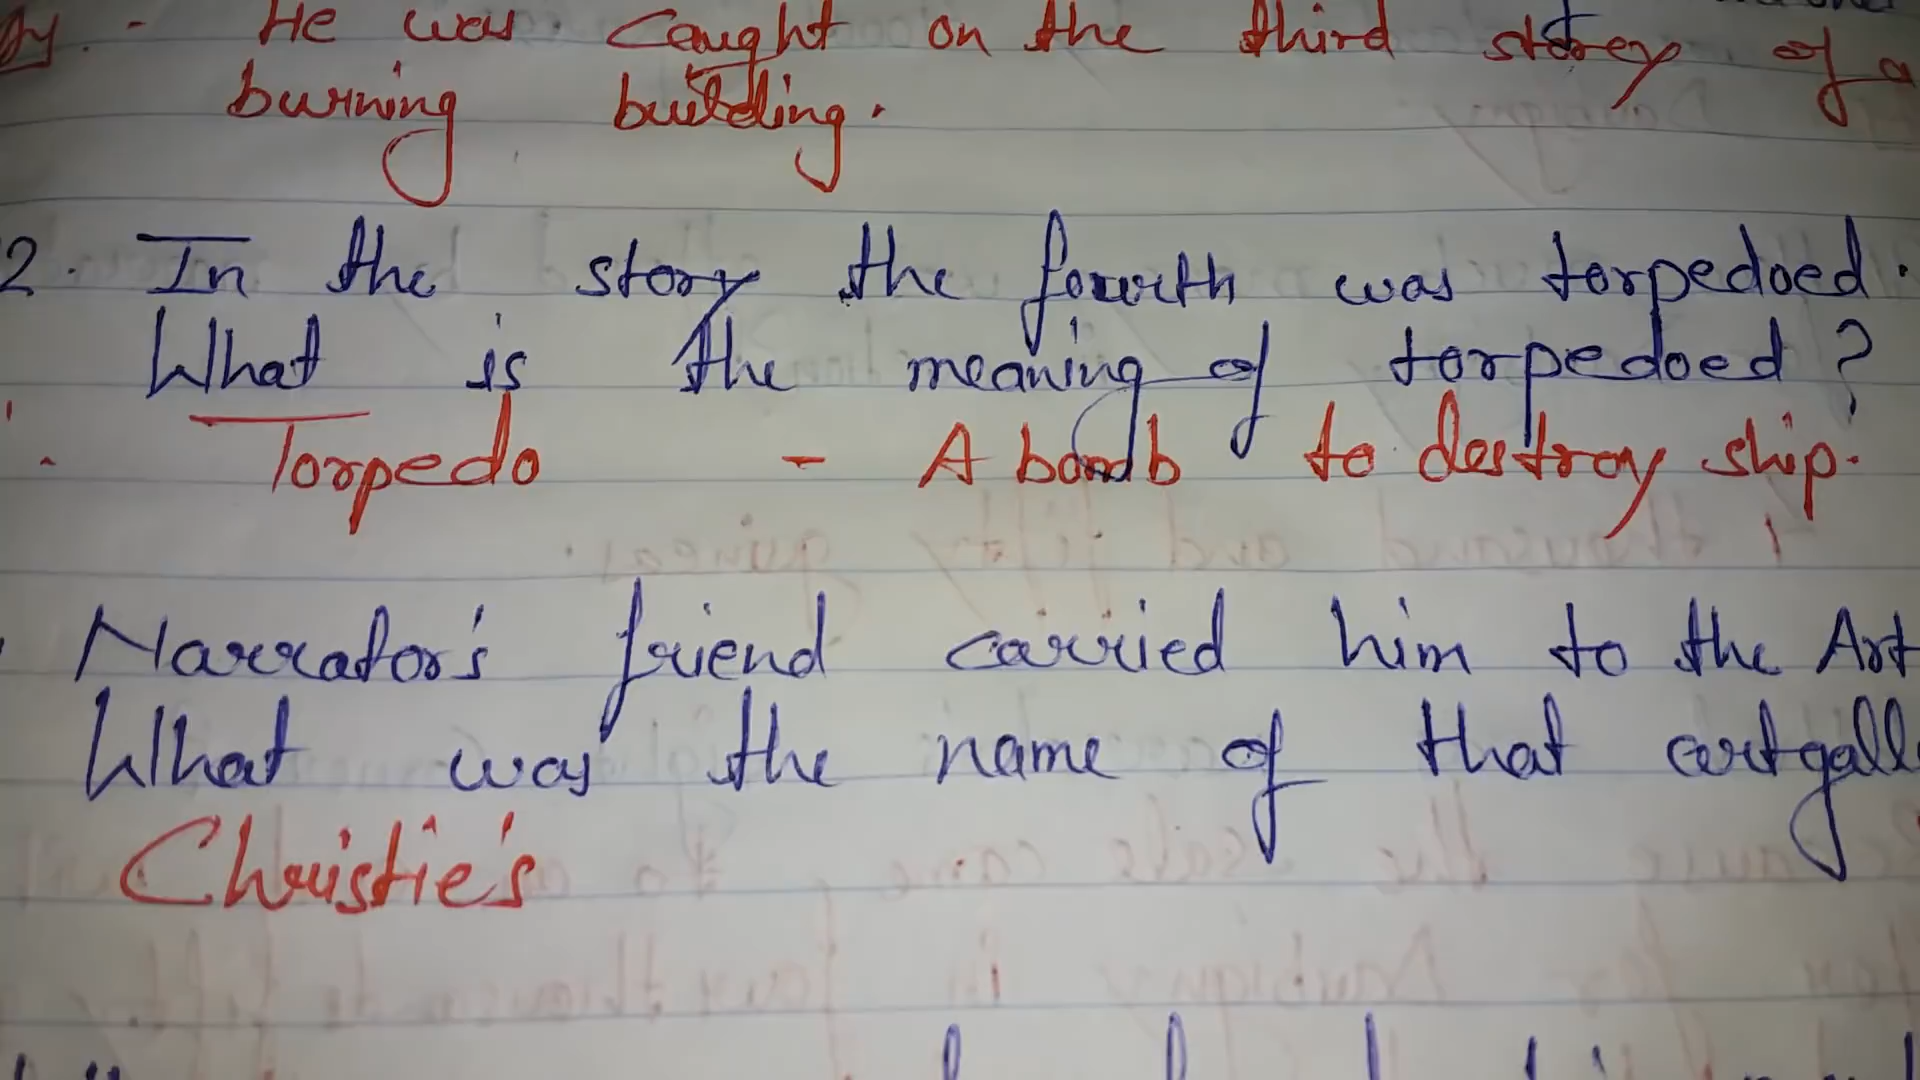 He was caught on the third storey of a
burning building.
2. In the story the fourth was torpedoed.
What is the meaning of torpedoed?
Torpedo - A bomb to destroy ship.
Narrator's friend carried him to the Art
What was the name of that artgall
Christie's